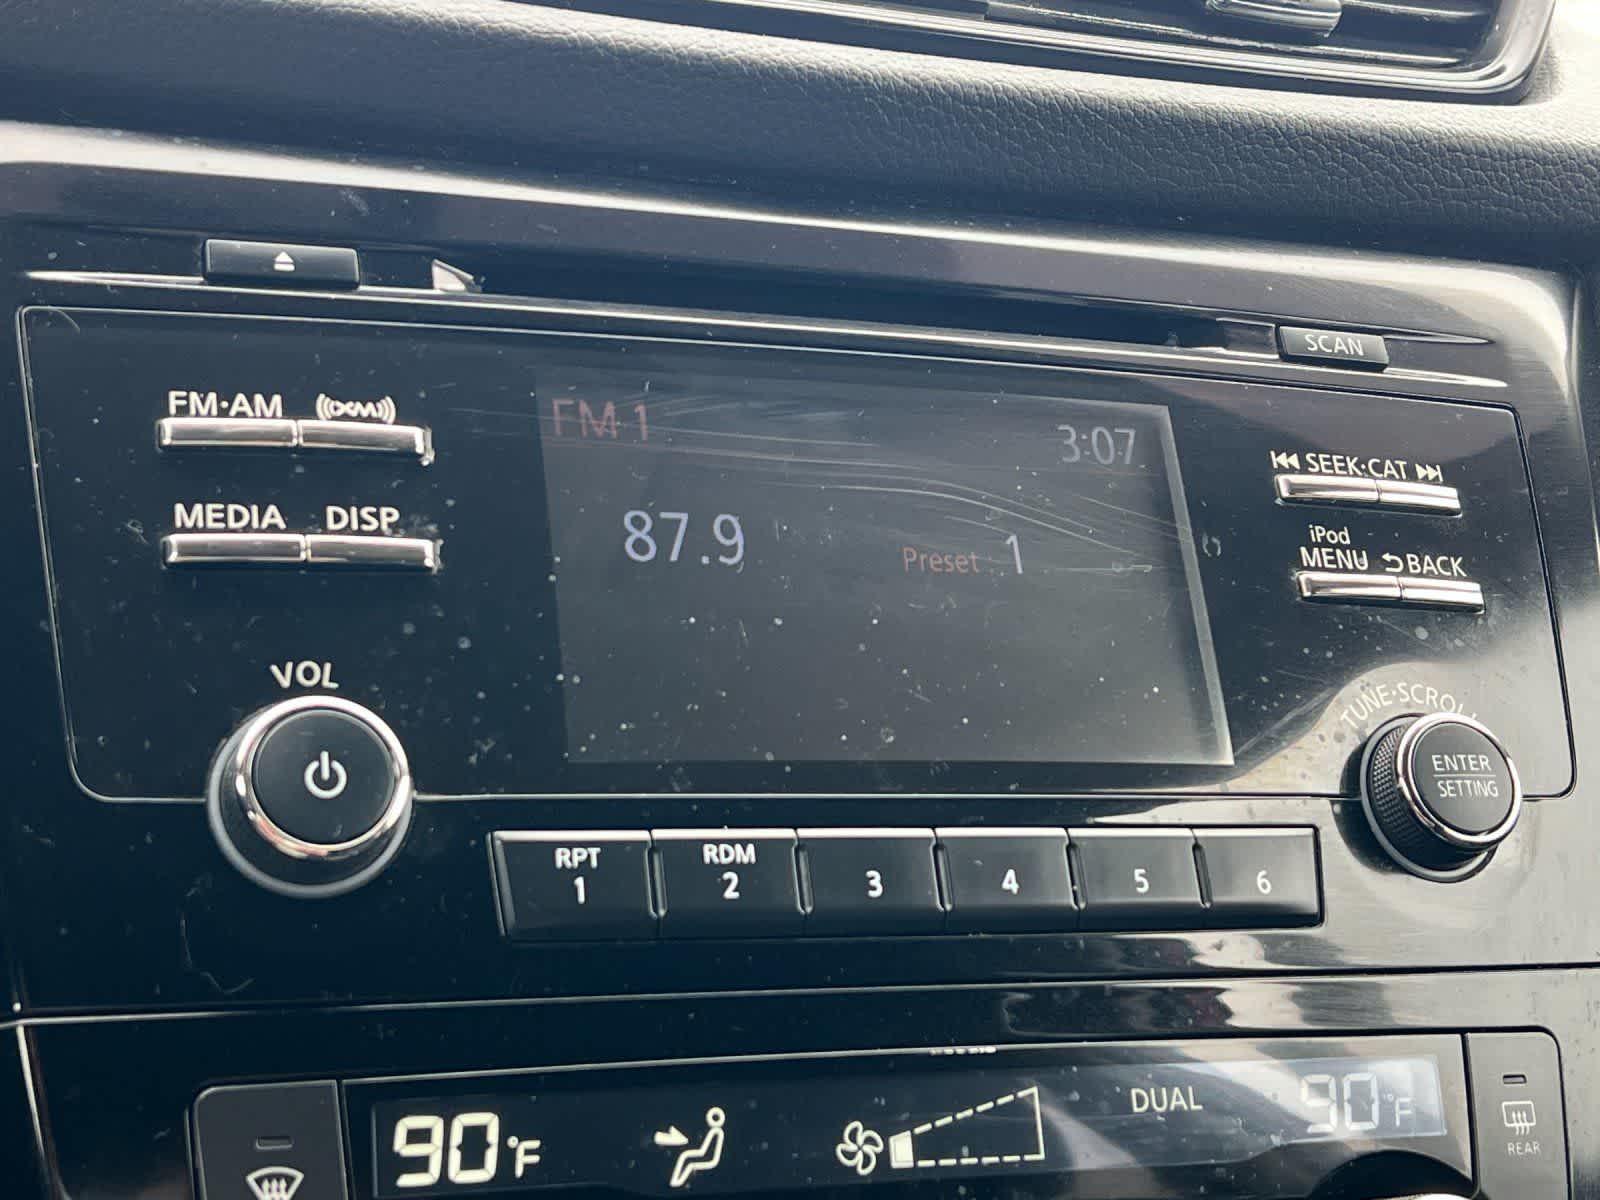 SCAN
FM·AM
((XM))
FM 1
3:07
SEEK·CAT
MEDIA
DISP
87.9
Preset : 1
iPod
MENU
BACK
VOL
TUNE·SCROLL
ENTER
SETTING
RPT
1
RDM
2
3
4
5
6
90°F
DUAL
90°F
REAR